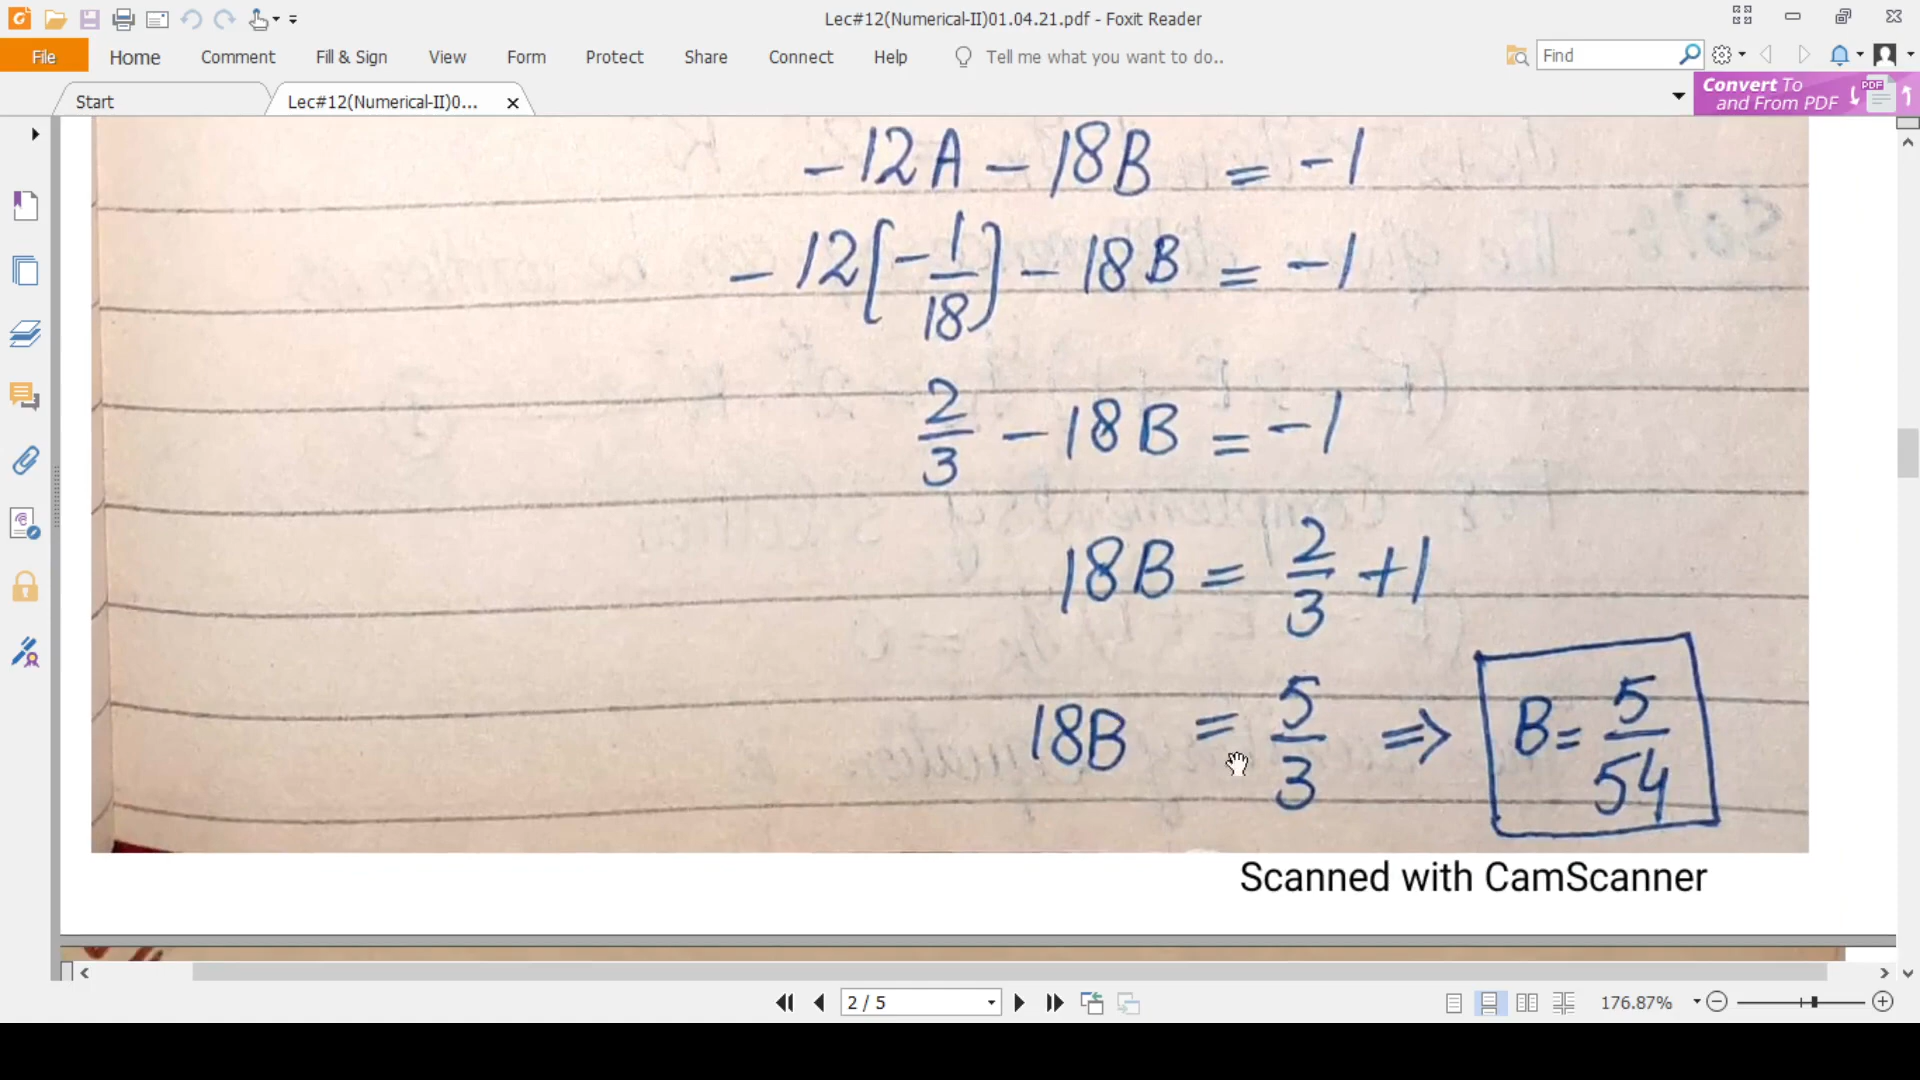 Lec#12(Numerical-II)01.04.21.pdf - Foxit Reader
File Home Comment Fill & Sign View Form Protect Share Connect Help Tell me what you want to do.. Find
Start Lec#12(Numerical-II)0... Convert To and From PDF
-12A - 18B = -1
-12[-1/18] - 18B = -1
2/3 - 18B = -1
18B = 2/3 + 1
18B = 5/3 ⇒ B = 5/54
Scanned with CamScanner
2 / 5 176.87%